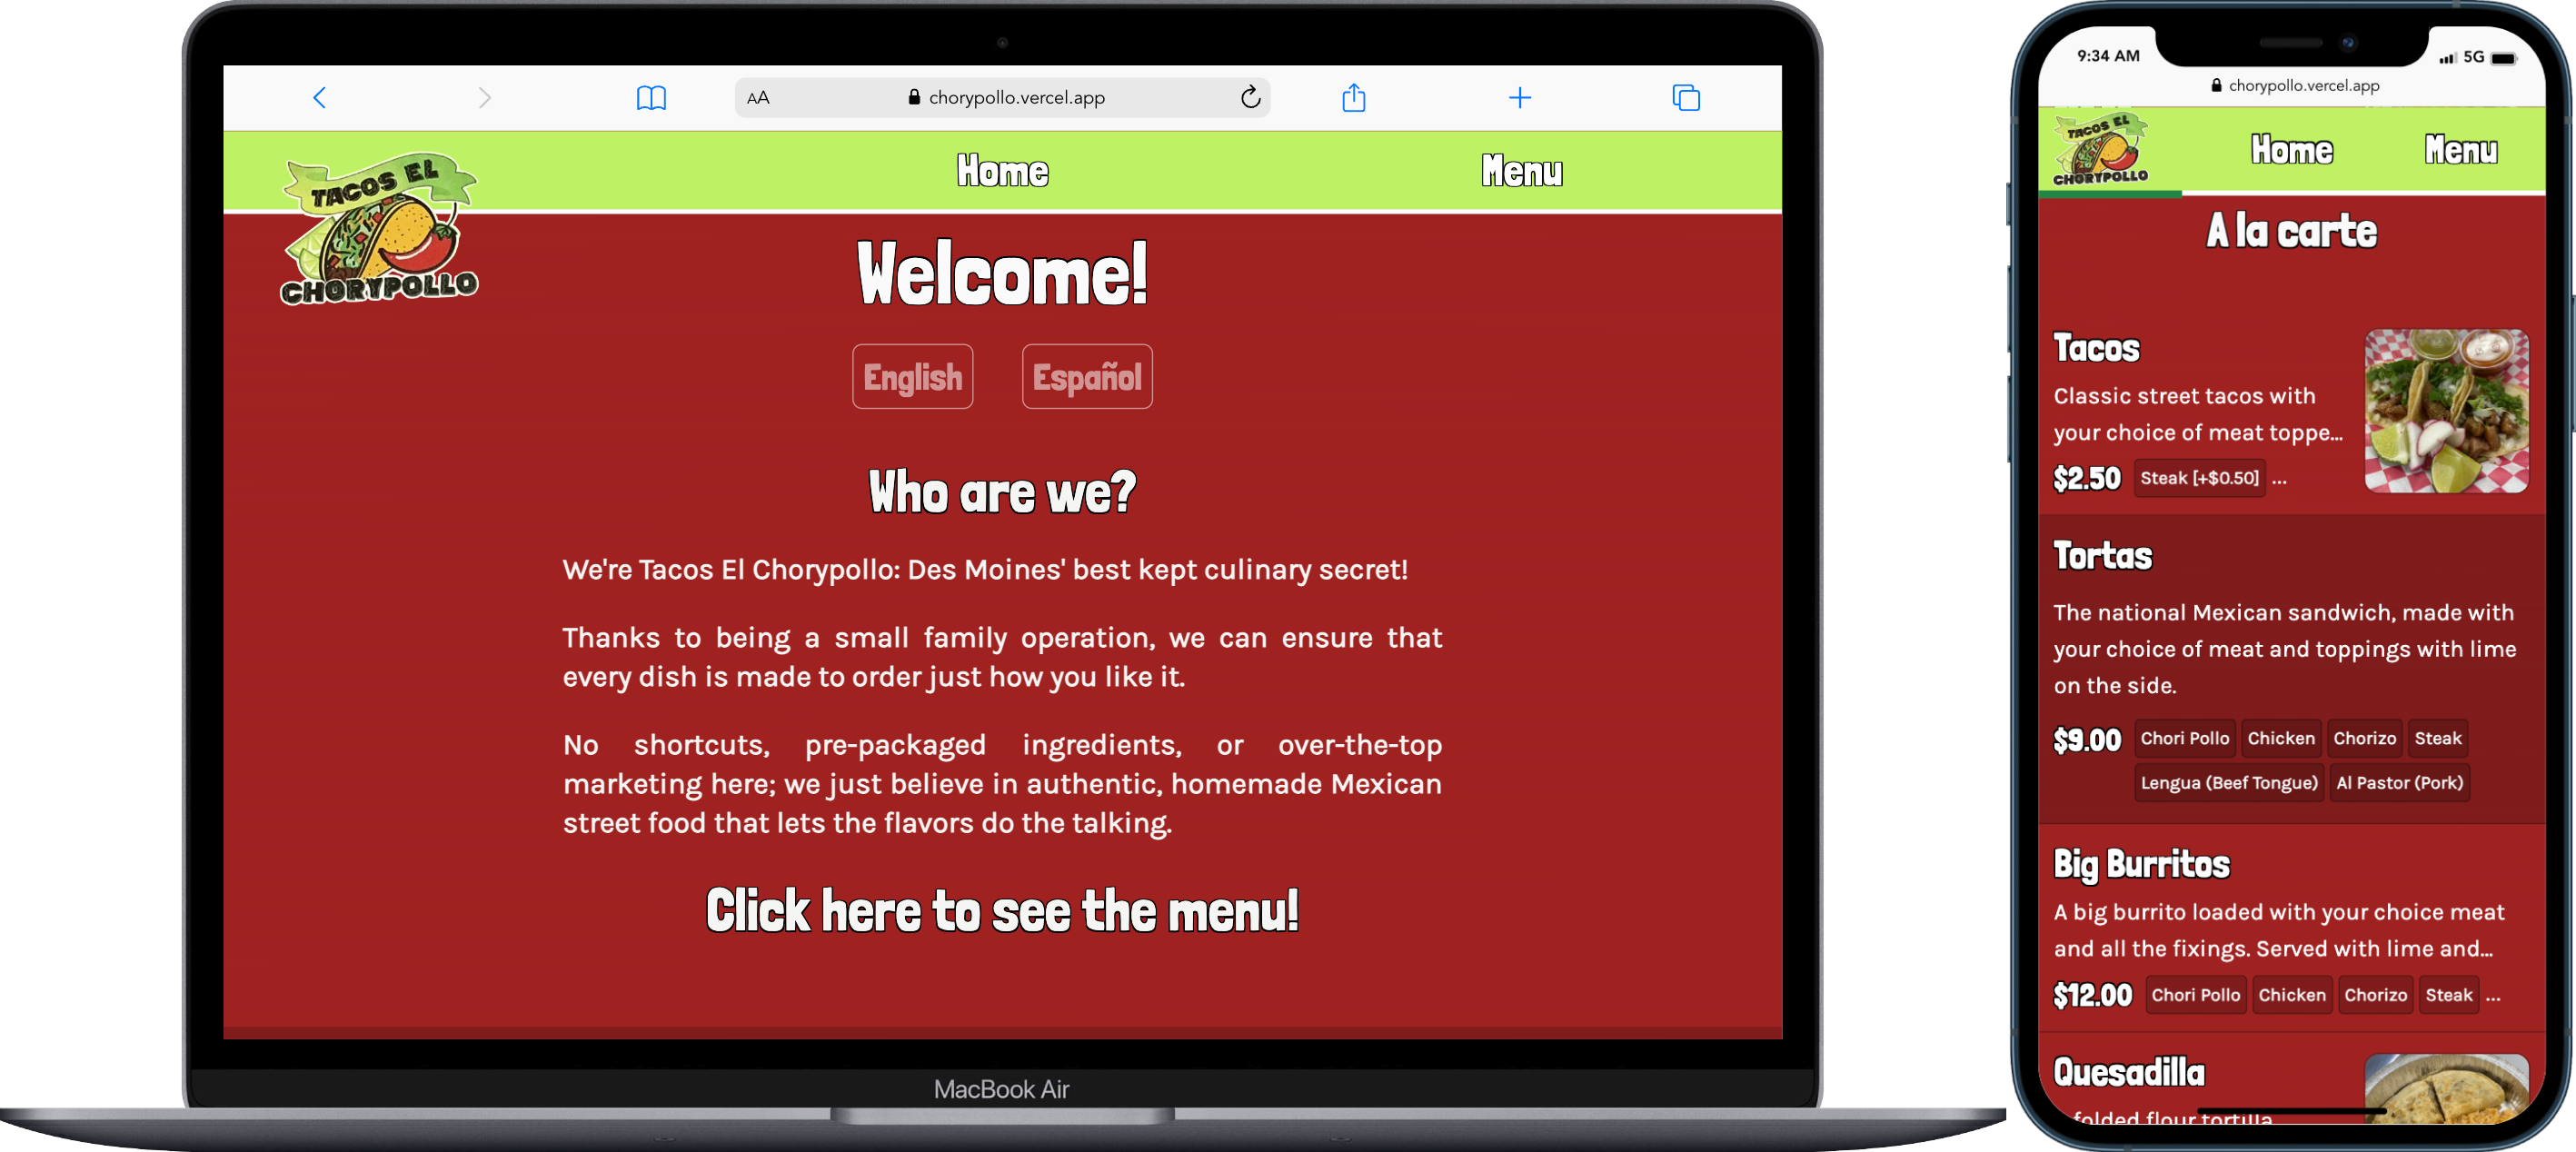 AA
chorypollo.vercel.app
TACOS EL
CHORYPOLLO
Home
Menu
Welcome!
English
Español
Who are we?
We're Tacos El Chorypollo: Des Moines' best kept culinary secret!
Thanks to being a small family operation, we can ensure that
every dish is made to order just how you like it.
No shortcuts, pre-packaged ingredients, or over-the-top
marketing here; we just believe in authentic, homemade Mexican
street food that lets the flavors do the talking.
Click here to see the menu!
MacBook Air
9:34 AM
5G
chorypollo.vercel.app
TACOS EL
CHORYPOLLO
Home
Menu
A la carte
Tacos
Classic street tacos with
your choice of meat toppe...
$2.50 Steak [+$0.50] ...
Tortas
The national Mexican sandwich, made with
your choice of meat and toppings with lime
on the side.
$9.00 Chori Pollo Chicken Chorizo Steak
Lengua (Beef Tongue) Al Pastor (Pork)
Big Burritos
A big burrito loaded with your choice meat
and all the fixings. Served with lime and...
$12.00 Chori Pollo Chicken Chorizo Steak ...
Quesadilla
folded flour tortilla